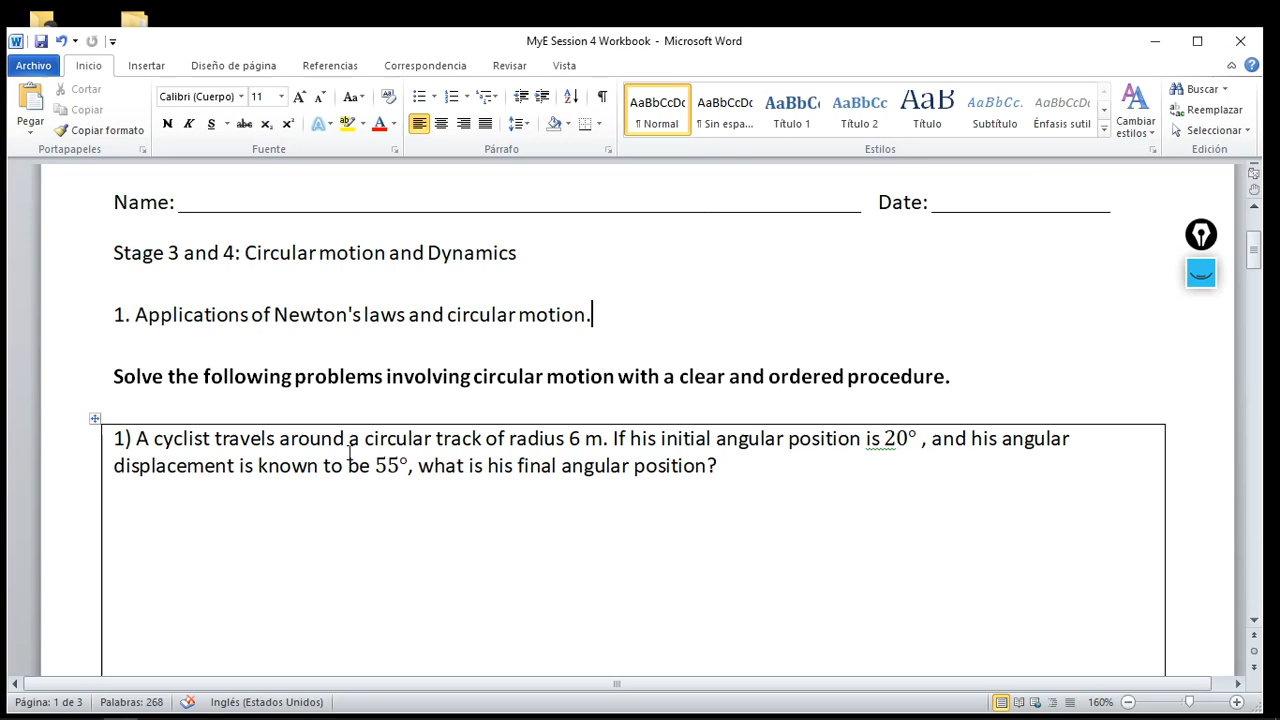 MyE Session 4 Workbook - Microsoft Word
Archivo Inicio Insertar Diseño de página Referencias Correspondencia Revisar Vista
Pegar
Cortar
Copiar
Copiar formato
Portapapeles
Calibri (Cuerpo) 11
N K S abc x₂ x²
Fuente
Párrafo
AaBbCcDc AaBbCcDc AaBbCc AaBbCc AaB AaBbCc. AaBbCcDc
¶ Normal ¶ Sin espa... Título 1 Título 2 Título Subtítulo Énfasis sutil
Cambiar estilos
Estilos
Buscar
Reemplazar
Seleccionar
Edición
Name: Date:
Stage 3 and 4: Circular motion and Dynamics
1. Applications of Newton's laws and circular motion.
Solve the following problems involving circular motion with a clear and ordered procedure.
1) A cyclist travels around a circular track of radius 6 m. If his initial angular position is 20° , and his angular
displacement is known to be 55°, what is his final angular position?
Página: 1 de 3 Palabras: 268 Inglés (Estados Unidos) 160%